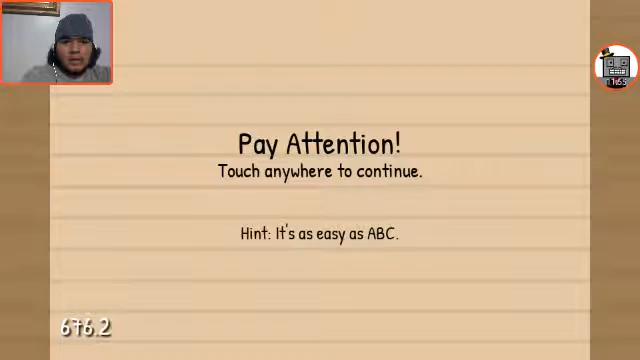 Pay Attention!
Touch anywhere to continue.
Hint: It's as easy as ABC.
676.2